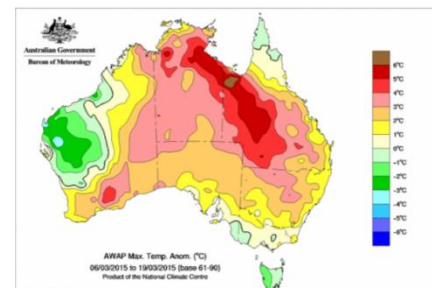 Australian Government
Bureau of Meteorology
6°C
5°C
4°C
3°C
2°C
1°C
0°C
-1°C
-2°C
-3°C
-4°C
-5°C
-6°C
AWAP Max. Temp. Anom. (°C)
06/03/2015 to 19/03/2015 (base 61-90)
Product of the National Climate Centre